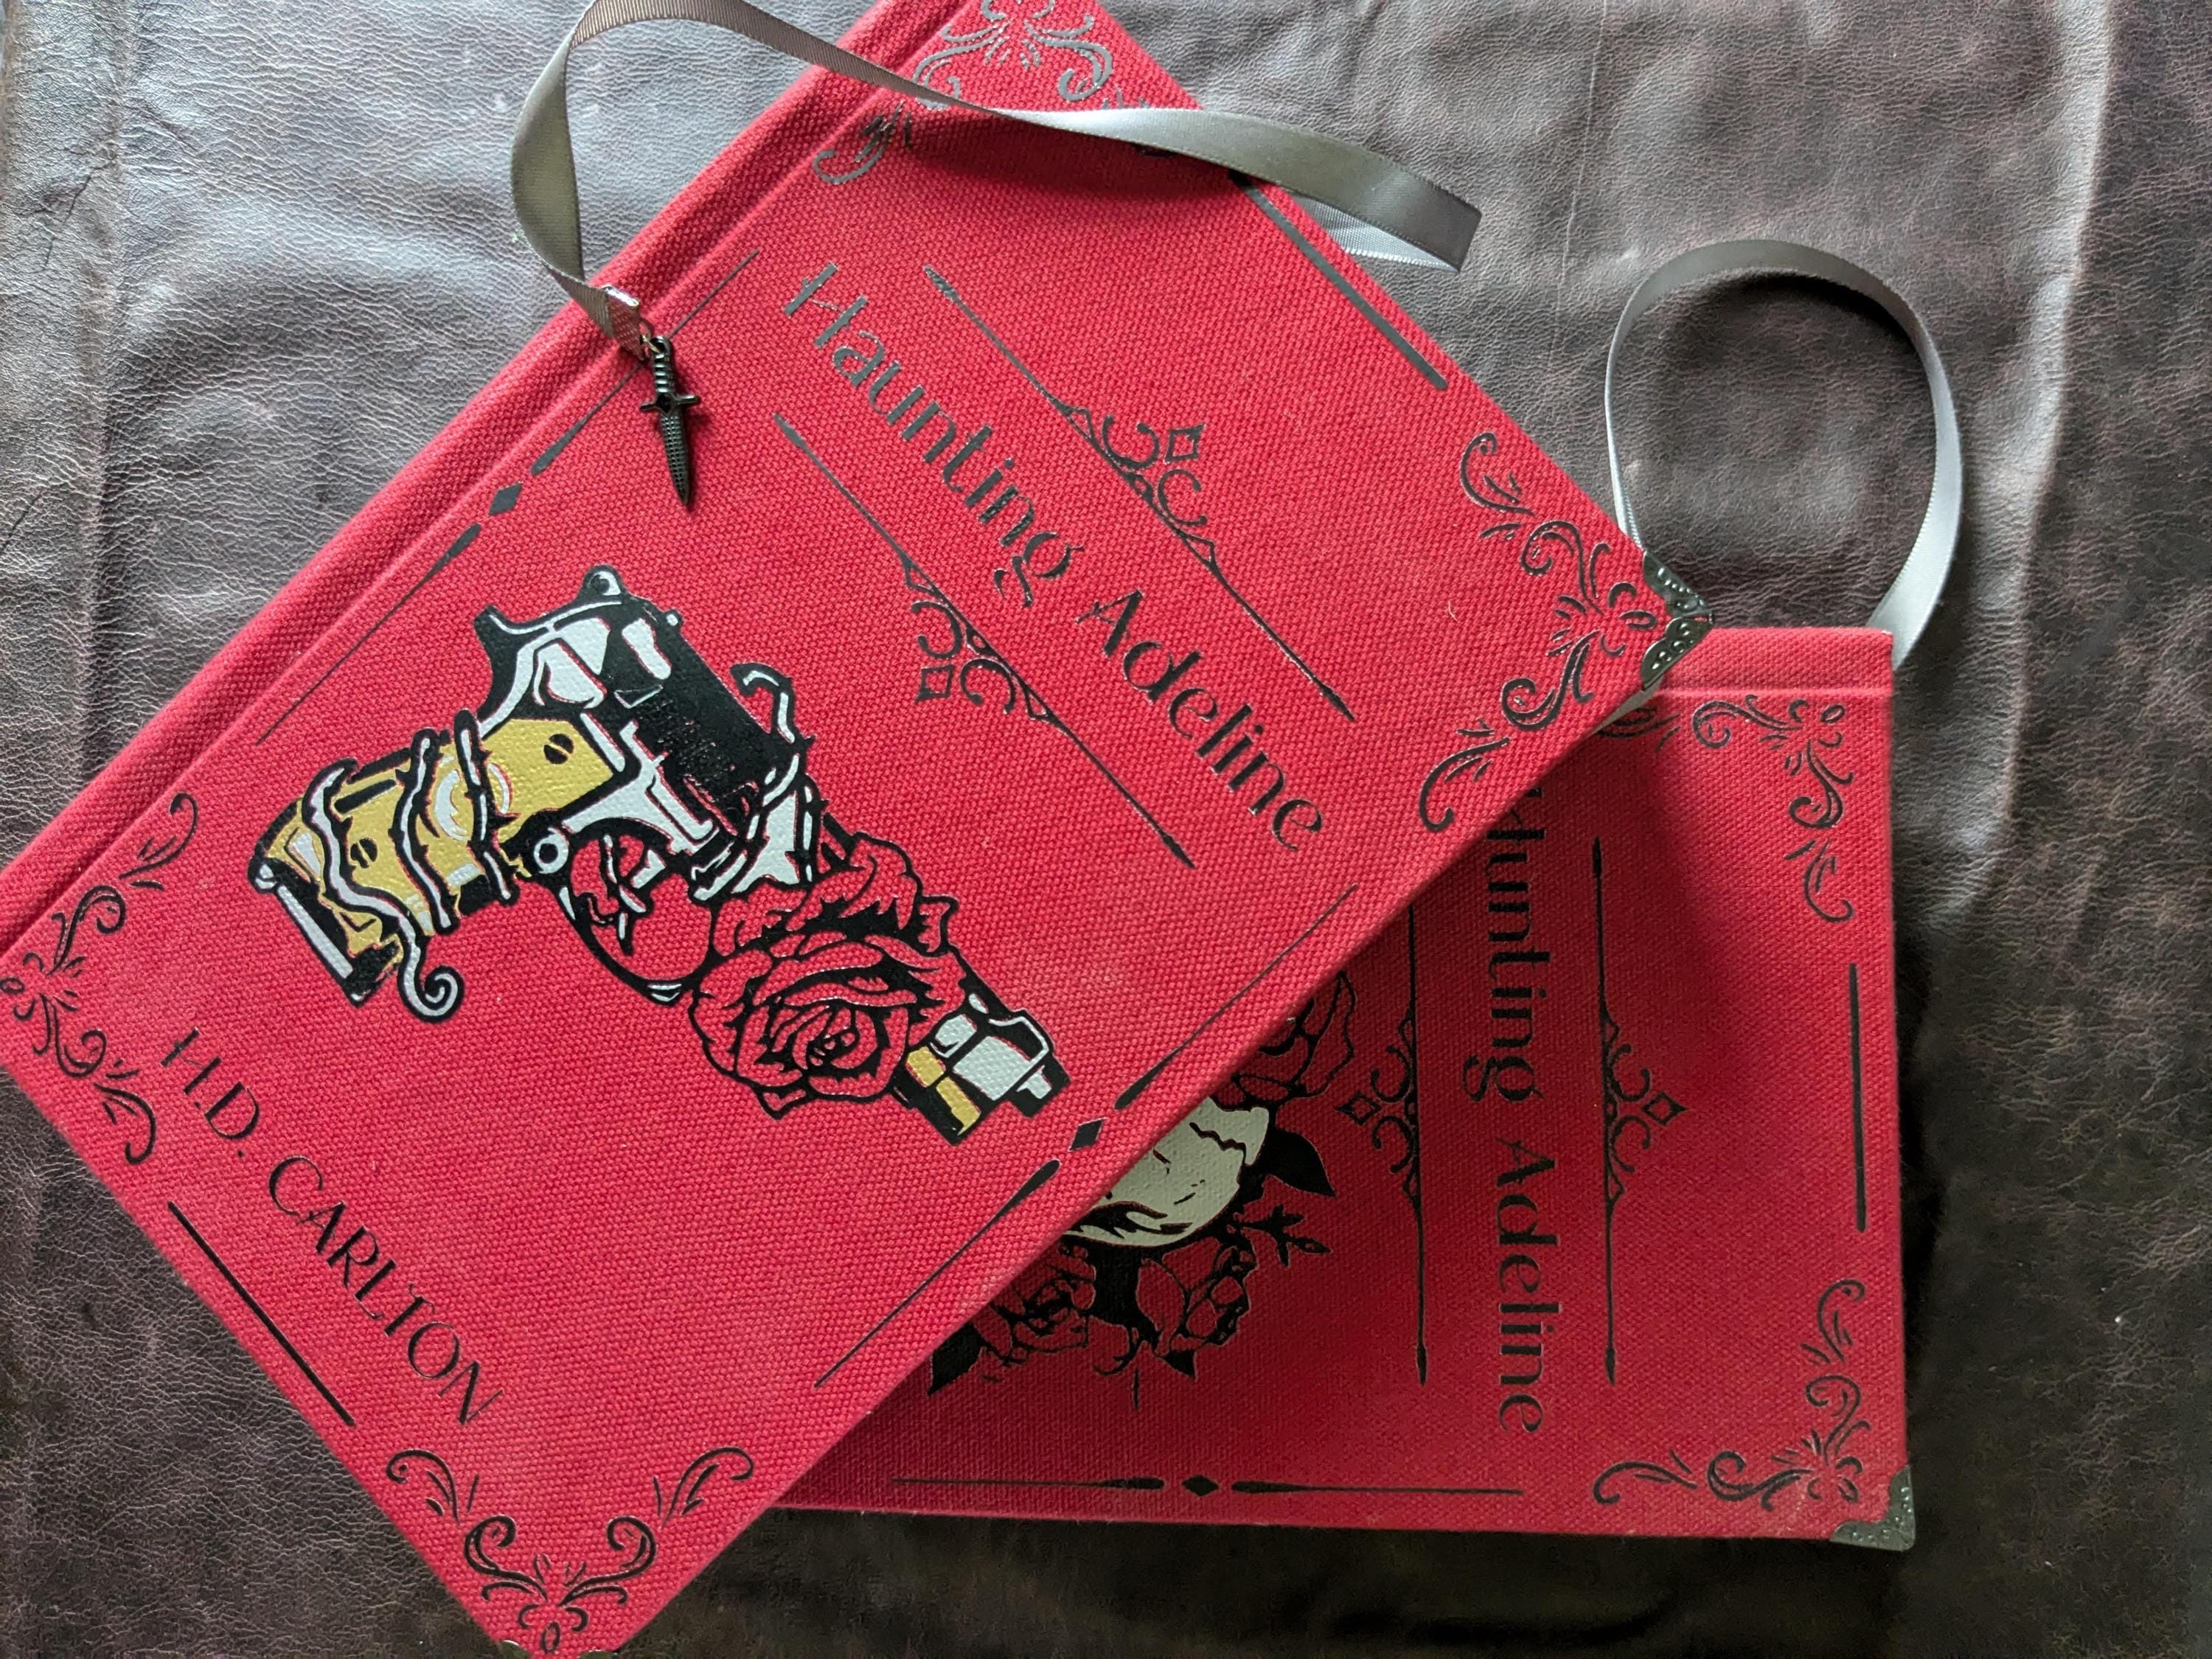 Haunting Adeline
H.D. CARLTON
Hunting Adeline